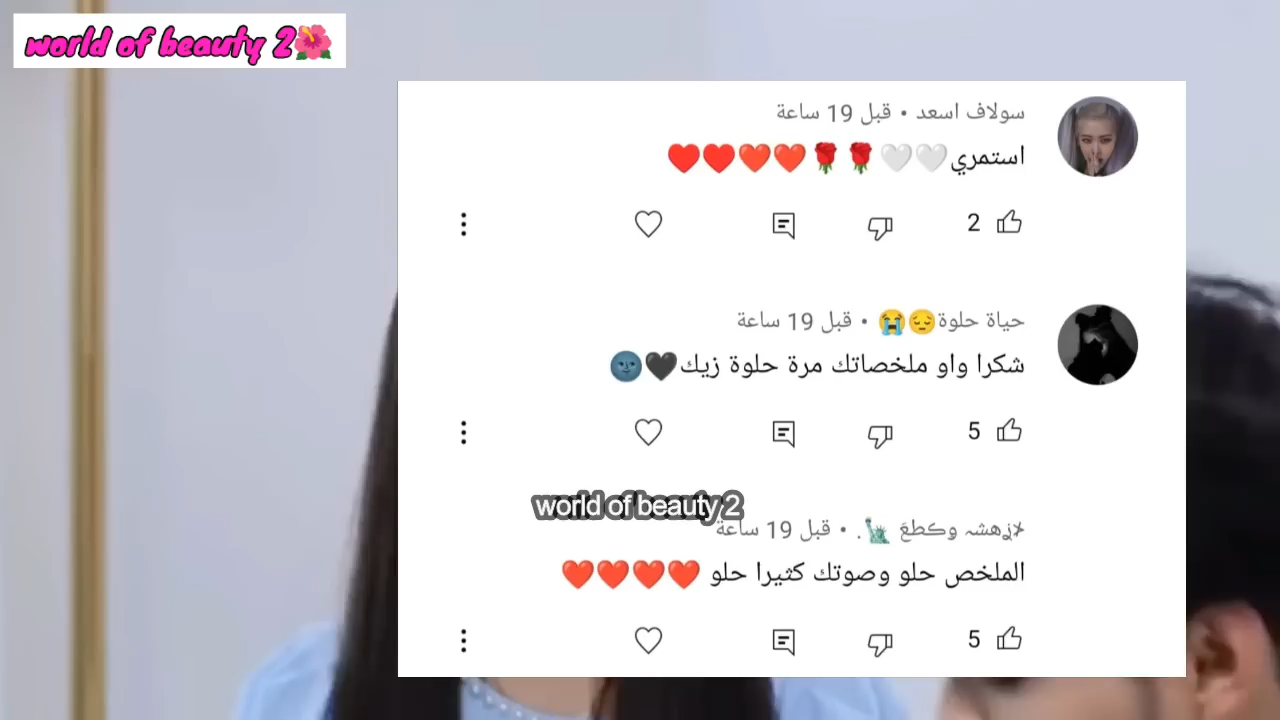 world of beauty 2🌺
سولاف اسعد • قبل 19 ساعة
استمري🤍🤍🌹🌹❤️❤️❤️❤️
2
حياة حلوة😔😭 • قبل 19 ساعة
شكرا واو ملخصاتك مرة حلوة زيك🖤🌚
5
world of beauty 2
وكطع 🗽. • قبل 19 ساعة
الملخص حلو وصوتك كثيرا حلو ❤️❤️❤️❤️
5